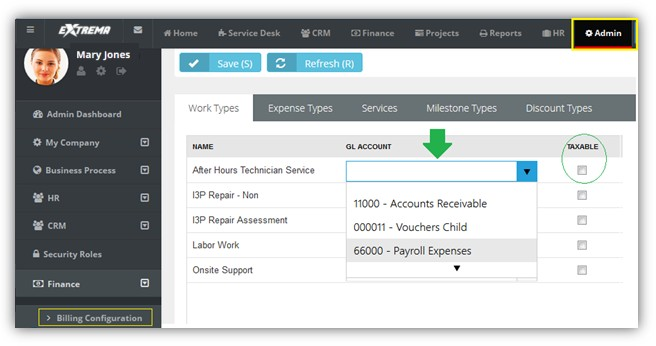 EXTREMA
Home
Service Desk
CRM
Finance
Projects
Reports
HR
Admin
Mary Jones
Save (S)
Refresh (R)
Admin Dashboard
My Company
Business Process
HR
CRM
Security Roles
Finance
Billing Configuration
Work Types
Expense Types
Services
Milestone Types
Discount Types
NAME
GL ACCOUNT
TAXABLE
After Hours Technician Service
I3P Repair - Non
I3P Repair Assessment
Labor Work
Onsite Support
11000 - Accounts Receivable
000011 - Vouchers Child
66000 - Payroll Expenses